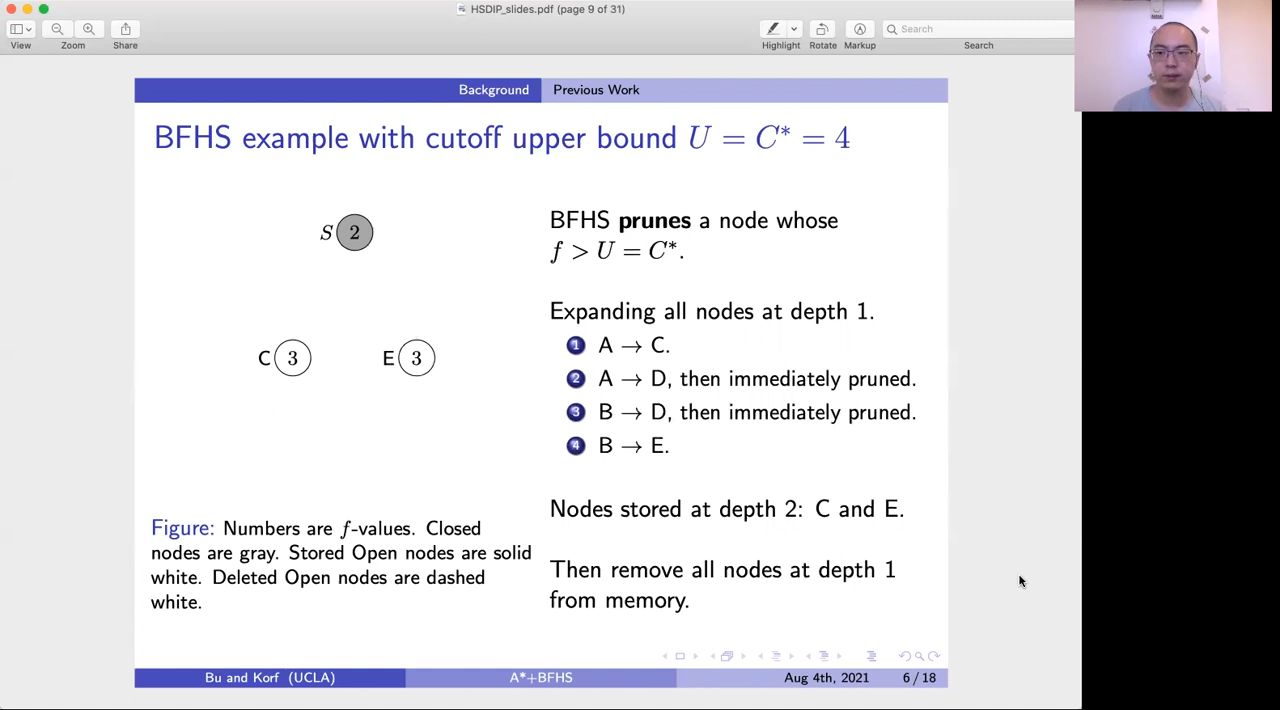 HSDIP_slides.pdf (page 9 of 31)
View
Zoom
Share
Highlight
Rotate
Markup
Search
Search
Background
Previous Work
BFHS example with cutoff upper bound U = C* = 4
S 2
C 3
E 3
Figure: Numbers are f-values. Closed
nodes are gray. Stored Open nodes are solid
white. Deleted Open nodes are dashed
white.
BFHS prunes a node whose
f > U = C*.
Expanding all nodes at depth 1.
1 A → C.
2 A → D, then immediately pruned.
3 B → D, then immediately pruned.
4 B → E.
Nodes stored at depth 2: C and E.
Then remove all nodes at depth 1
from memory.
Bu and Korf (UCLA)
A*+BFHS
Aug 4th, 2021
6 / 18